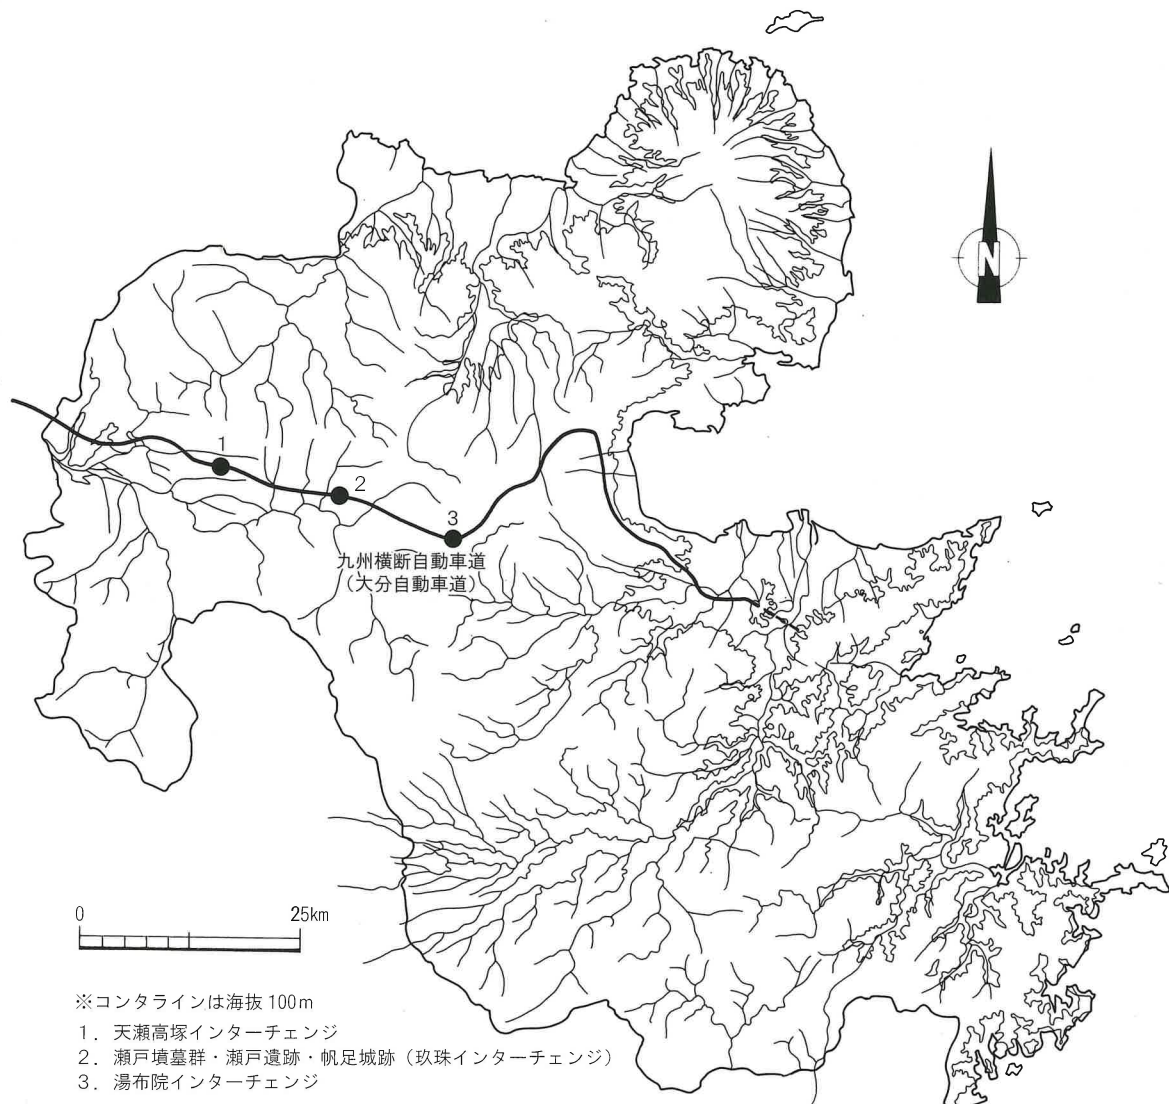 N
1
2
3
九州横断自動車道
（大分自動車道）
0 25km
※コンタラインは海抜100m
1．天瀬高塚インターチェンジ
2．瀬戸墳墓群・瀬戸遺跡・帆足城跡（玖珠インターチェンジ）
3．湯布院インターチェンジ